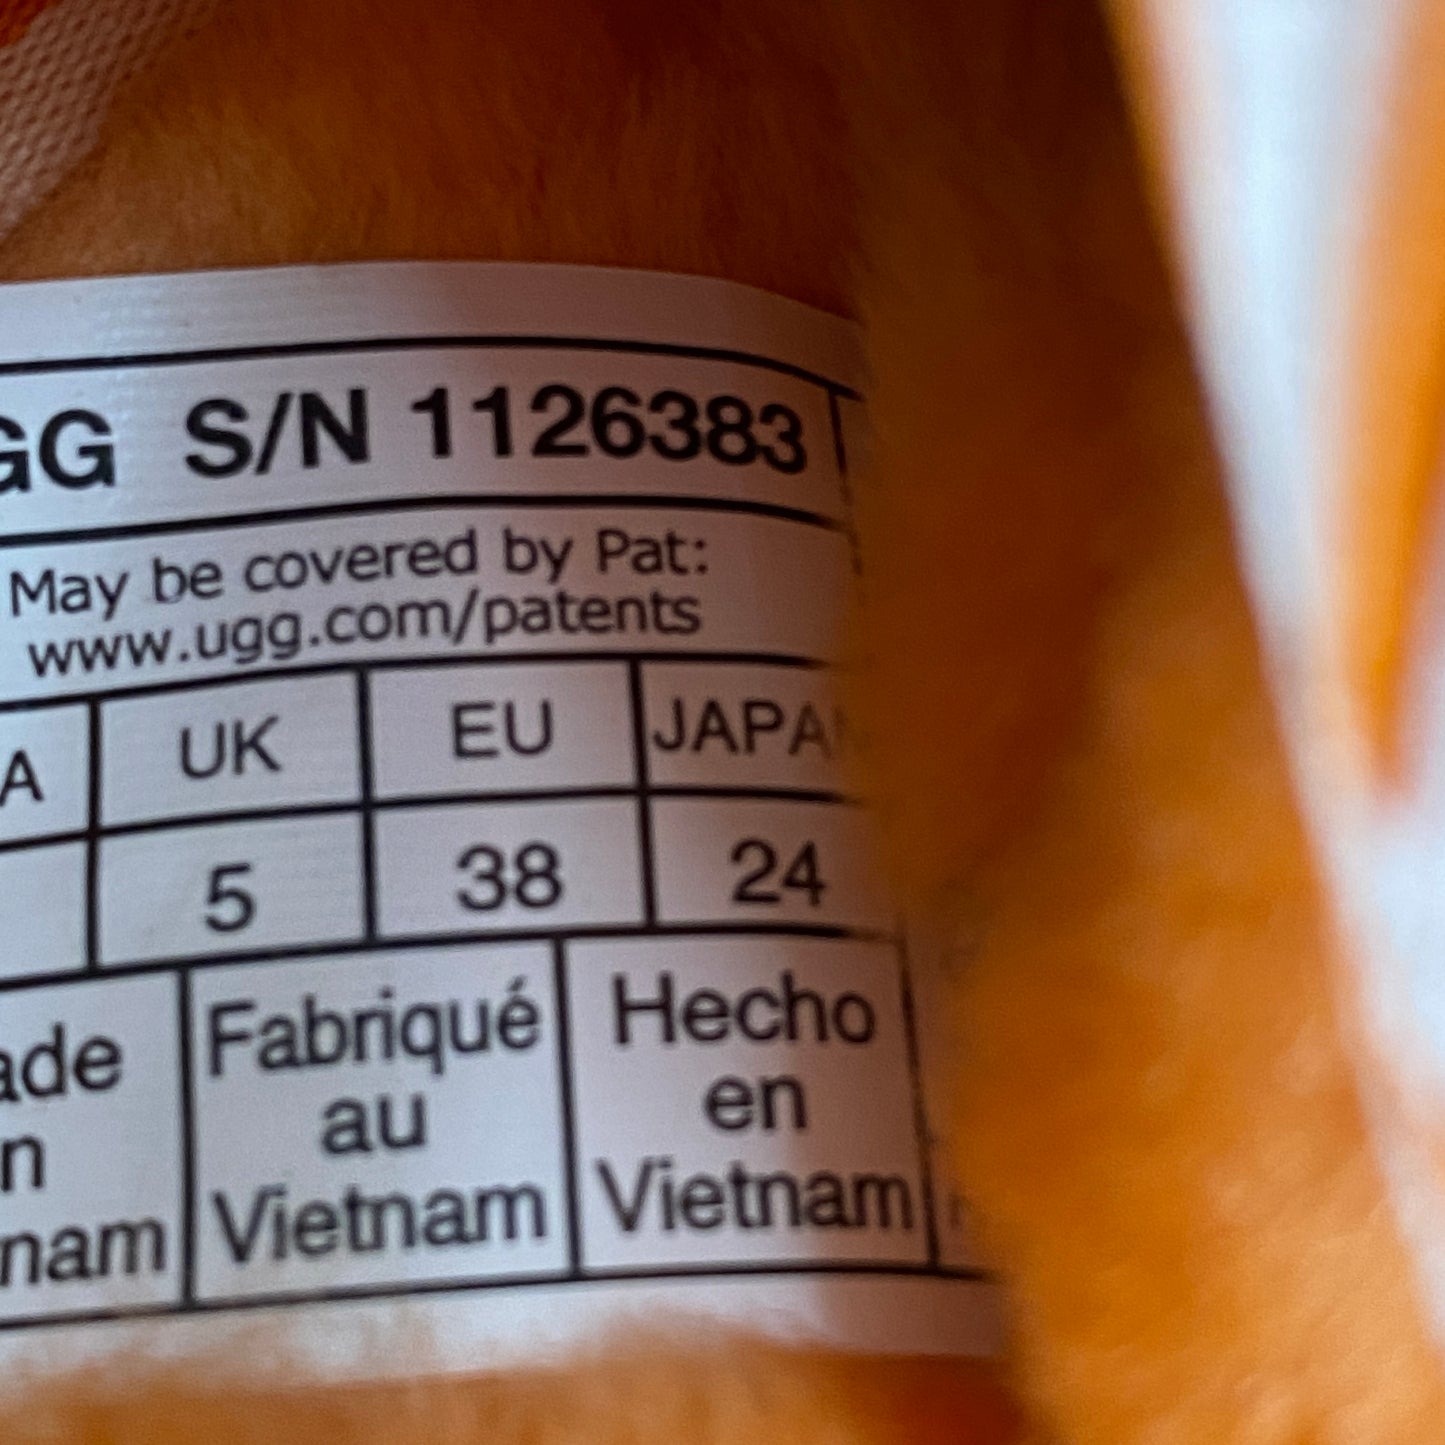 GG S/N 1126383
May be covered by Pat:
www.ugg.com/patents
A UK EU JAPAN
5 38 24
ade Fabriqué Hecho
n au en
nam Vietnam Vietnam